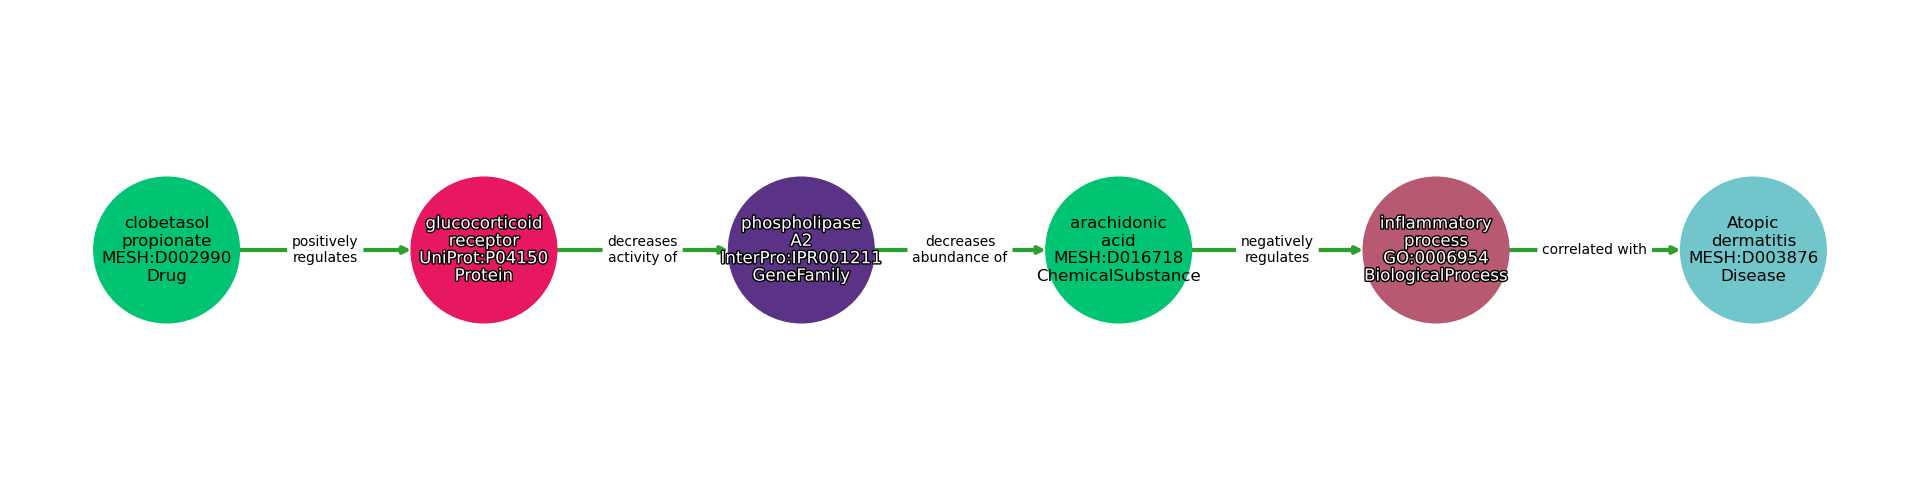 clobetasol
propionate
MESH:D002990
Drug
positively
regulates
glucocorticoid
receptor
UniProt:P04150
Protein
decreases
activity of
phospholipase
A2
InterPro:IPR001211
GeneFamily
decreases
abundance of
arachidonic
acid
MESH:D016718
ChemicalSubstance
negatively
regulates
inflammatory
process
GO:0006954
BiologicalProcess
correlated with
Atopic
dermatitis
MESH:D003876
Disease